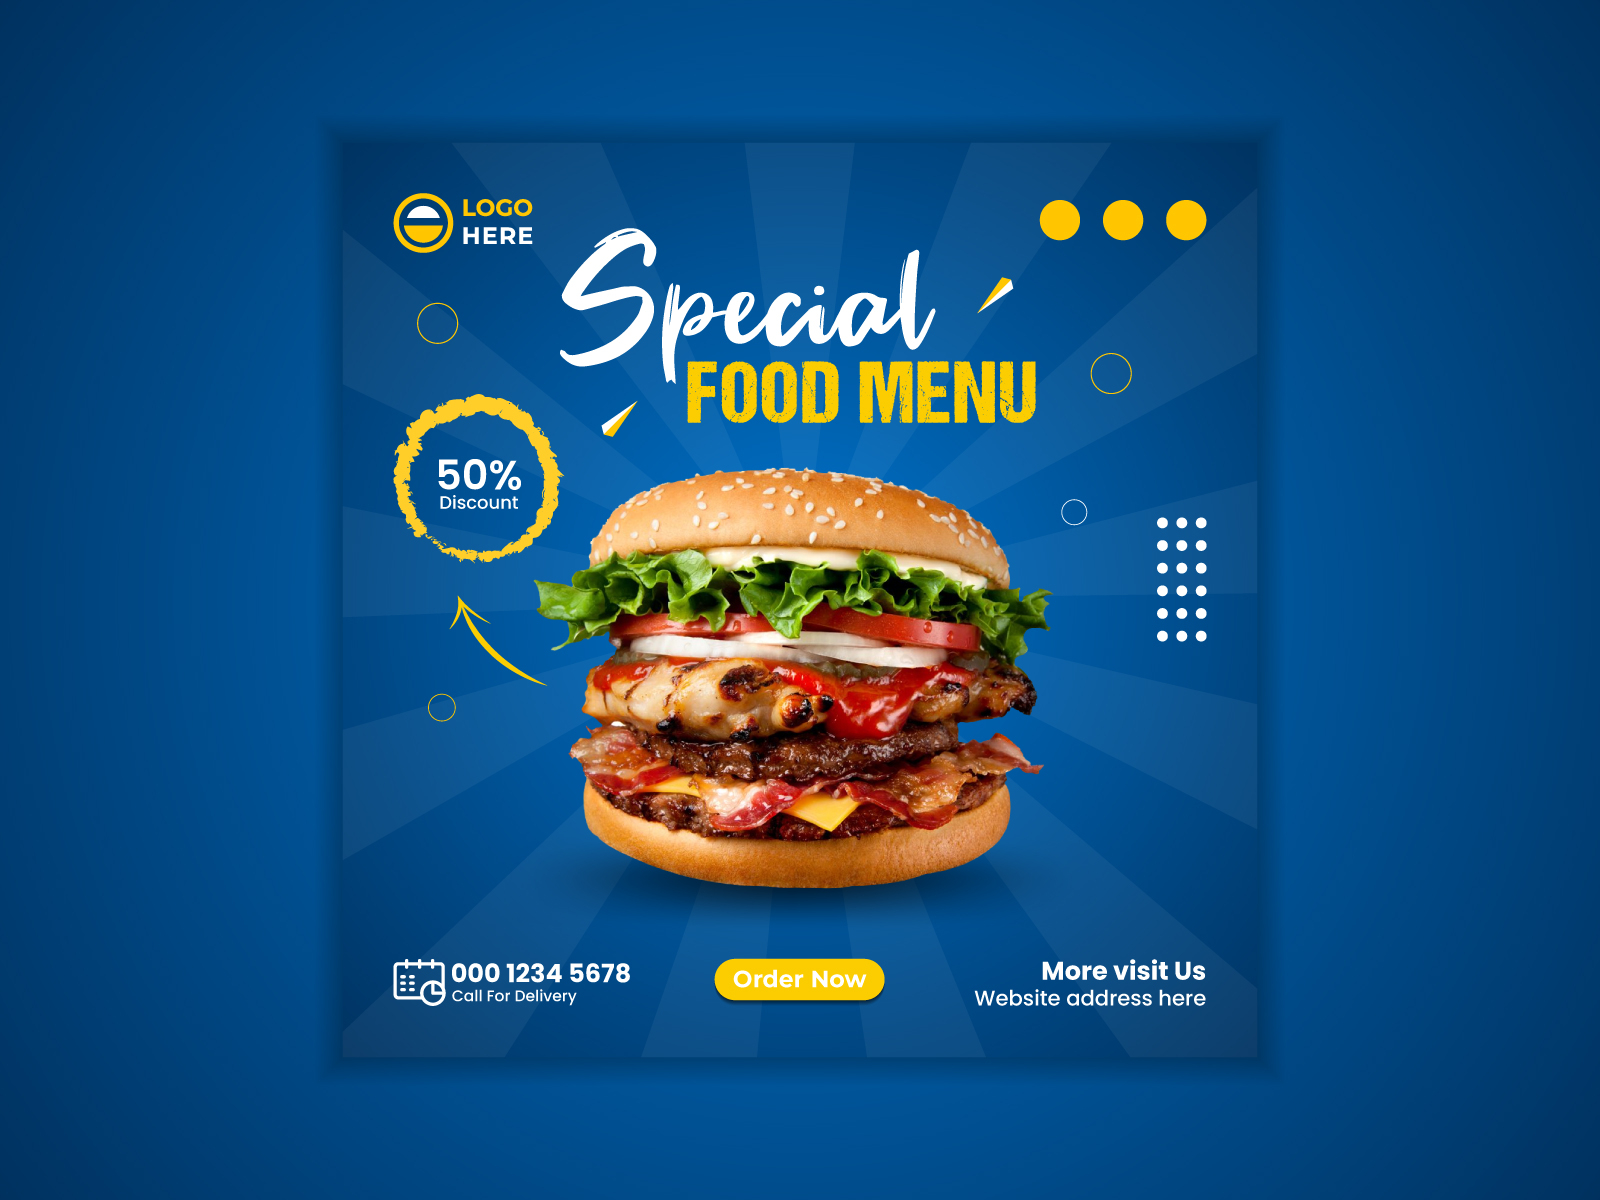 LOGO
HERE
Special
FOOD MENU
50%
Discount
000 1234 5678
Call For Delivery
Order Now
More visit Us
Website address here